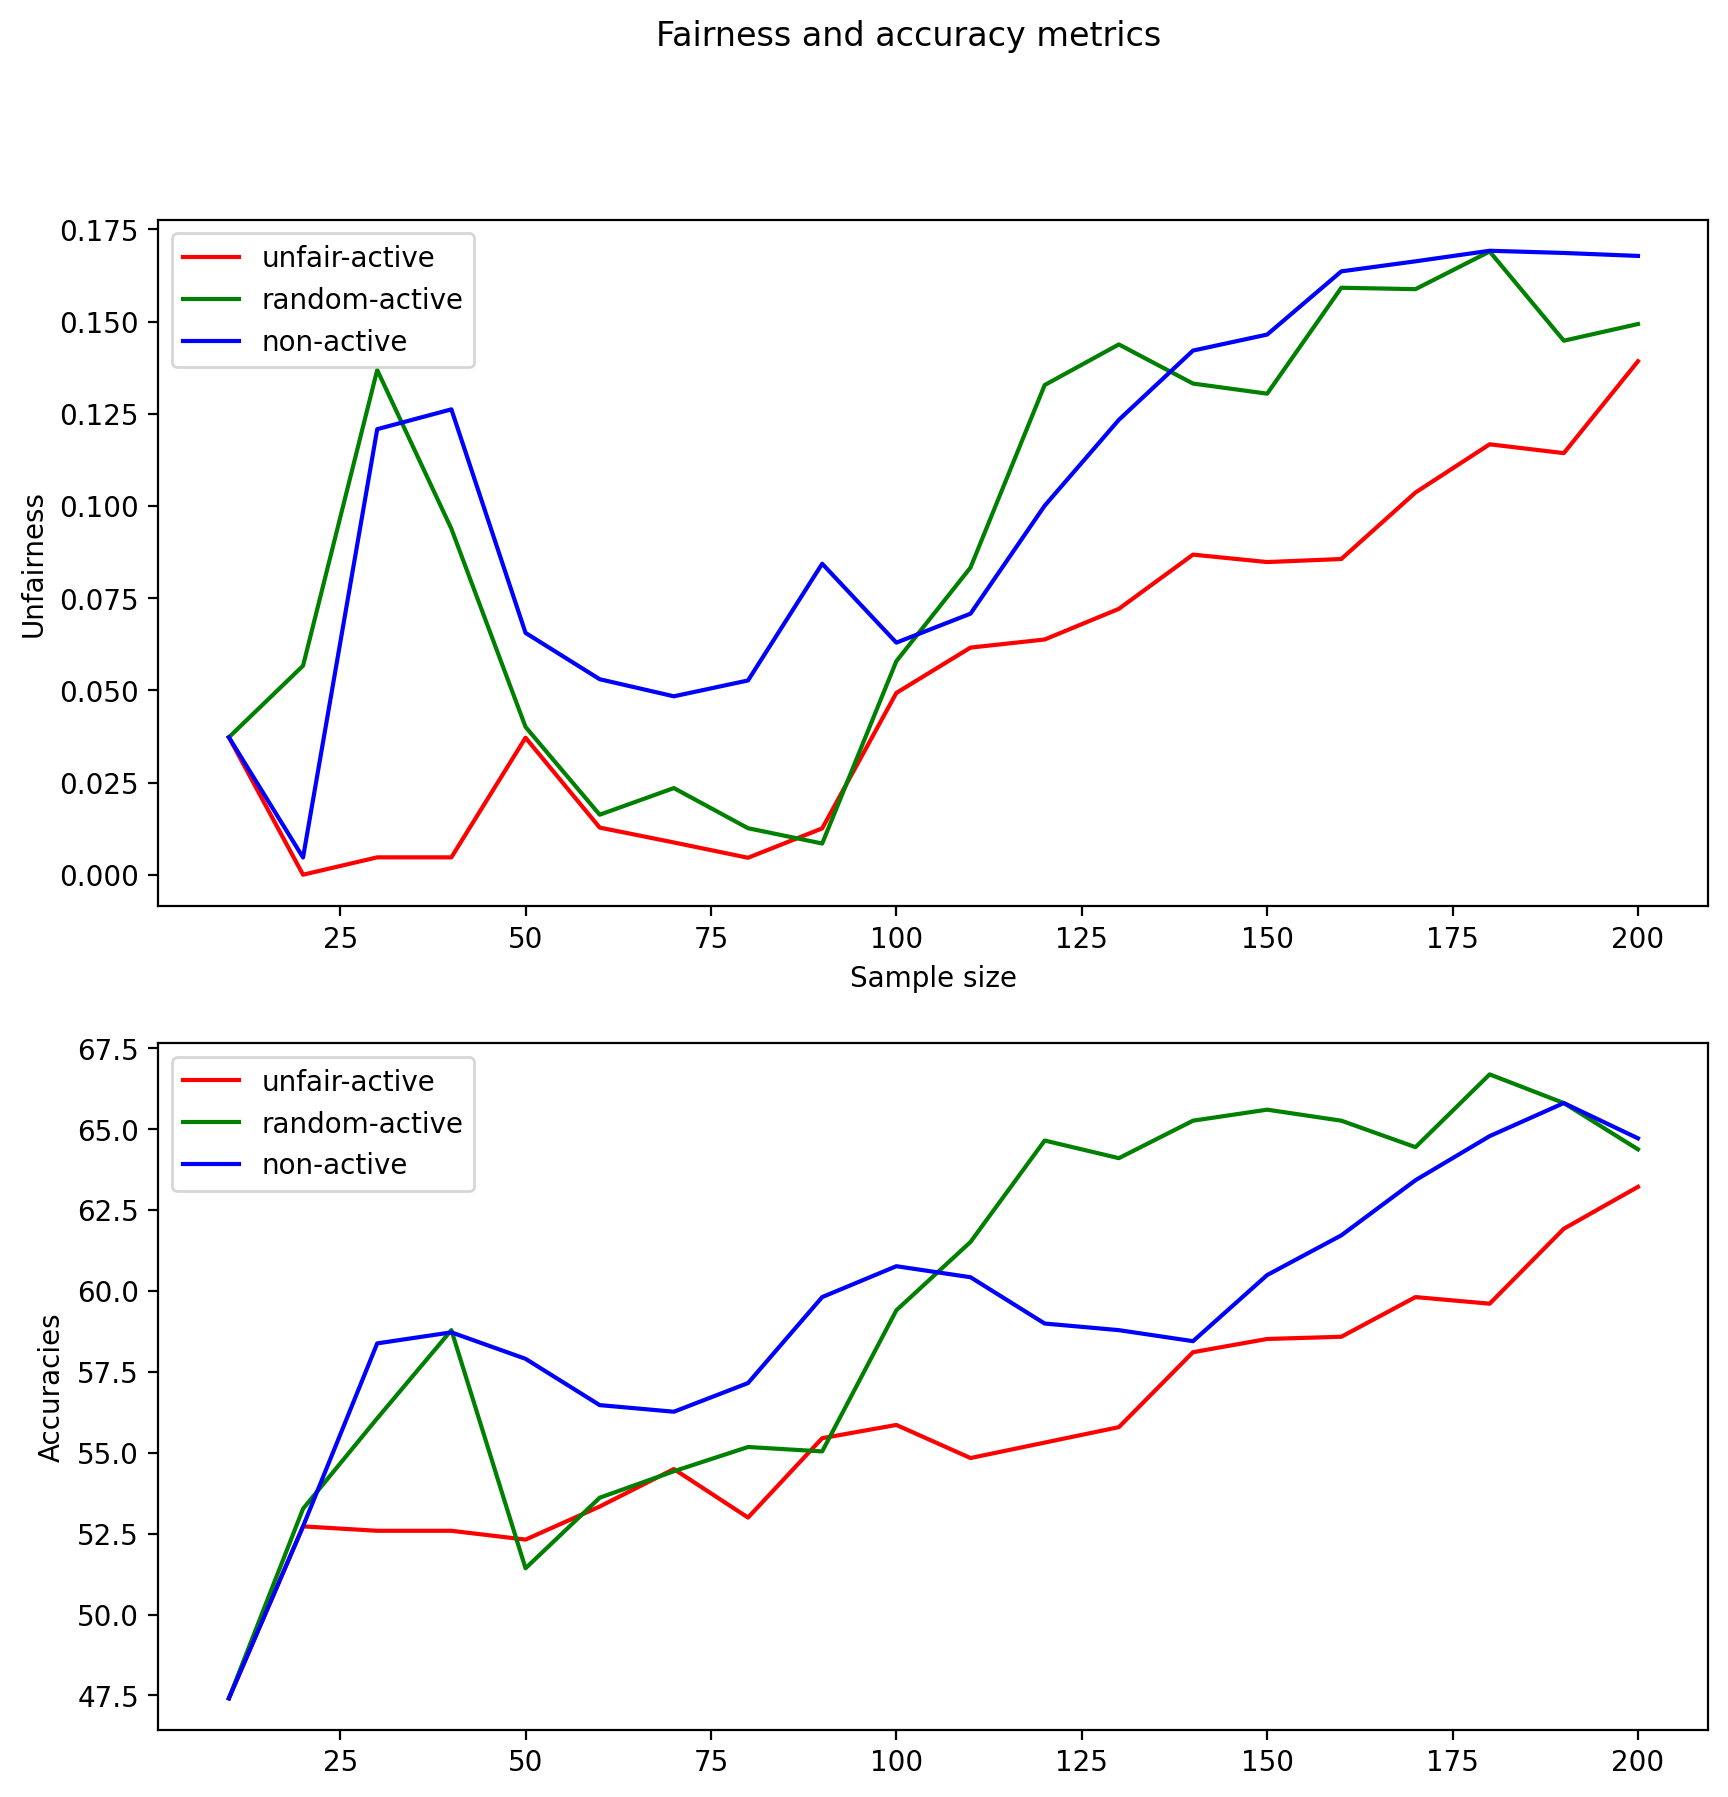 Fairness and accuracy metrics
0.175
0.150
0.125
0.100
0.075
0.050
0.025
0.000
Unfairness
unfair-active
random-active
non-active
25 50 75 100 125 150 175 200
Sample size
67.5
65.0
62.5
60.0
57.5
55.0
52.5
50.0
47.5
Accuracies
unfair-active
random-active
non-active
25 50 75 100 125 150 175 200